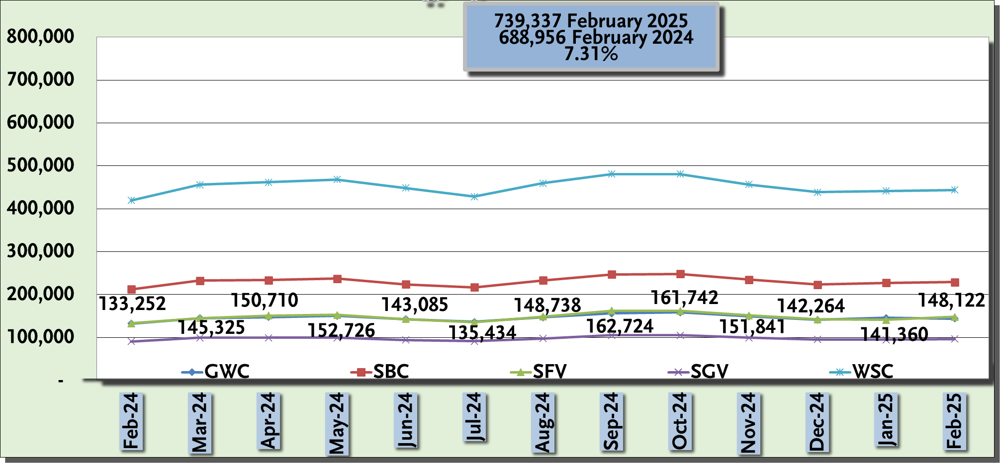 739,337 February 2025
688,956 February 2024
7.31%
800,000
700,000
600,000
500,000
400,000
300,000
200,000
100,000
-
133,252
145,325
150,710
152,726
143,085
135,434
148,738
162,724
161,742
151,841
142,264
141,360
148,122
GWC SBC SFV SGV WSC
Feb-24
Mar-24
Apr-24
May-24
Jun-24
Jul-24
Aug-24
Sep-24
Oct-24
Nov-24
Dec-24
Jan-25
Feb-25